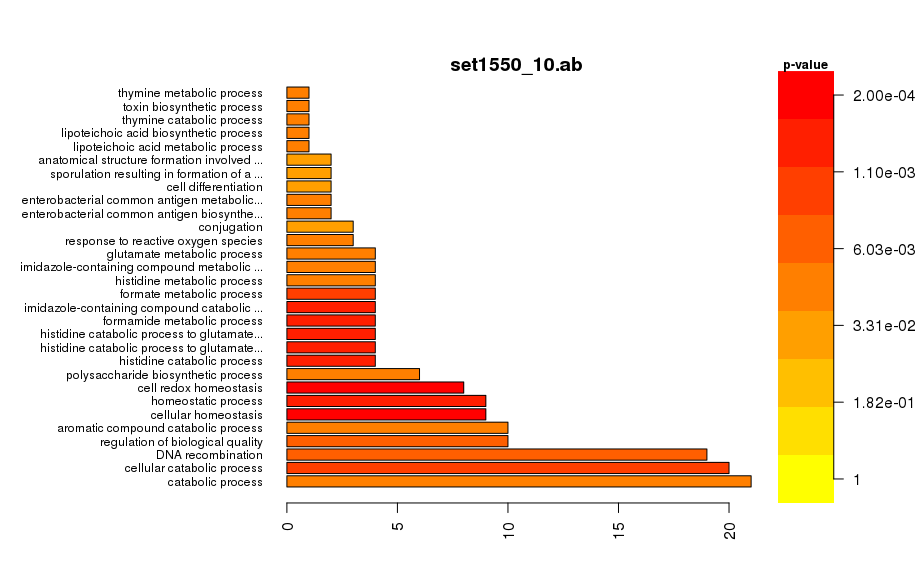 set1550_10.ab
p-value
thymine metabolic process
toxin biosynthetic process
thymine catabolic process
lipoteichoic acid biosynthetic process
lipoteichoic acid metabolic process
anatomical structure formation involved ...
sporulation resulting in formation of a ...
cell differentiation
enterobacterial common antigen metabolic...
enterobacterial common antigen biosynthe...
conjugation
response to reactive oxygen species
glutamate metabolic process
imidazole-containing compound metabolic ...
histidine metabolic process
formate metabolic process
imidazole-containing compound catabolic ...
formamide metabolic process
histidine catabolic process to glutamate...
histidine catabolic process to glutamate...
histidine catabolic process
polysaccharide biosynthetic process
cell redox homeostasis
homeostatic process
cellular homeostasis
aromatic compound catabolic process
regulation of biological quality
DNA recombination
cellular catabolic process
catabolic process
0
5
10
15
20
2.00e-04
1.10e-03
6.03e-03
3.31e-02
1.82e-01
1